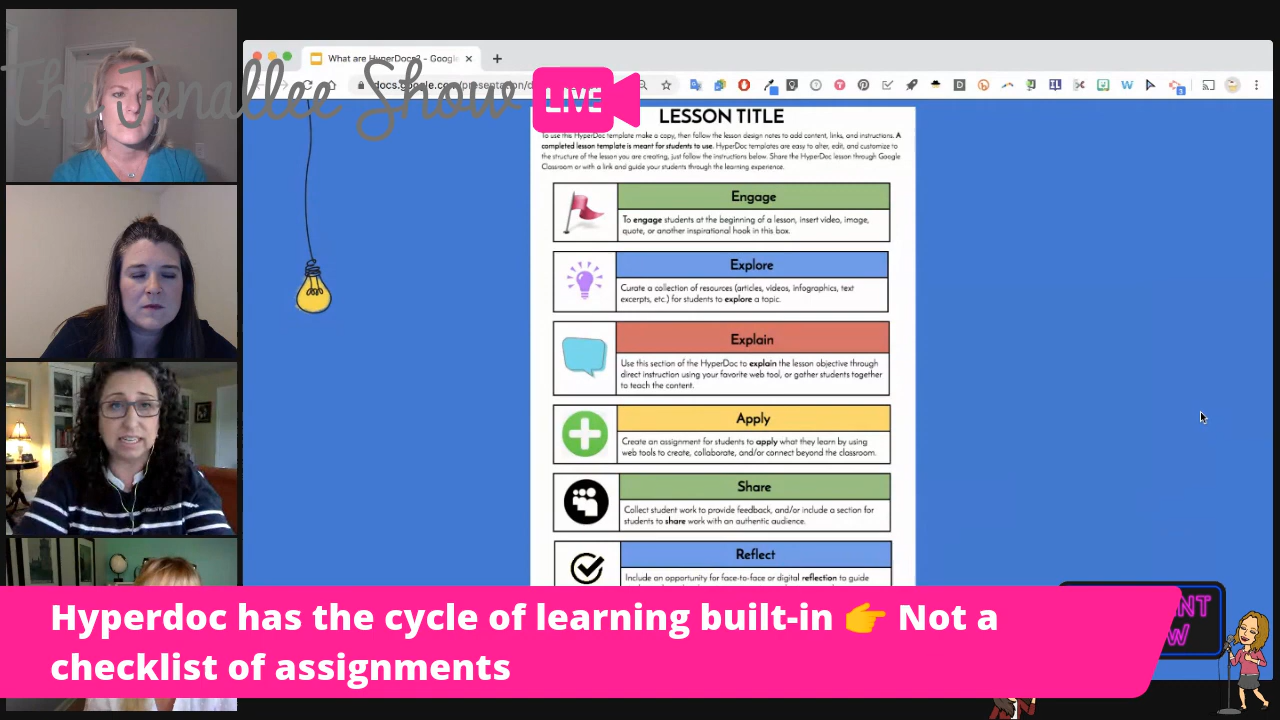 What are HyperDocs? - Google
docs.google.com/presentation/d
The Jenallee Show
LIVE
LESSON TITLE
To use this HyperDoc template make a copy, then follow the lesson design notes to add content, links, and instructions. A
completed lesson template is meant for students to use. HyperDoc templates are easy to alter, edit, and customize to
the structure of the lesson you are creating, just follow the instructions below. Share the HyperDoc lesson through Google
Classroom or with a link and guide your students through the learning experience.
Engage
To engage students at the beginning of a lesson, insert video, image,
quote, or another inspirational hook in this box.
Explore
Curate a collection of resources (articles, videos, infographics, text
excerpts, etc.) for students to explore a topic.
Explain
Use this section of the HyperDoc to explain the lesson objective through
direct instruction using your favorite web tool, or gather students together
to teach the content.
Apply
Create an assignment for students to apply what they learn by using
web tools to create, collaborate, and/or connect beyond the classroom.
Share
Collect student work to provide feedback, and/or include a section for
students to share work with an authentic audience.
Reflect
Include an opportunity for face-to-face or digital reflection to guide
Hyperdoc has the cycle of learning built-in 👉 Not a
checklist of assignments